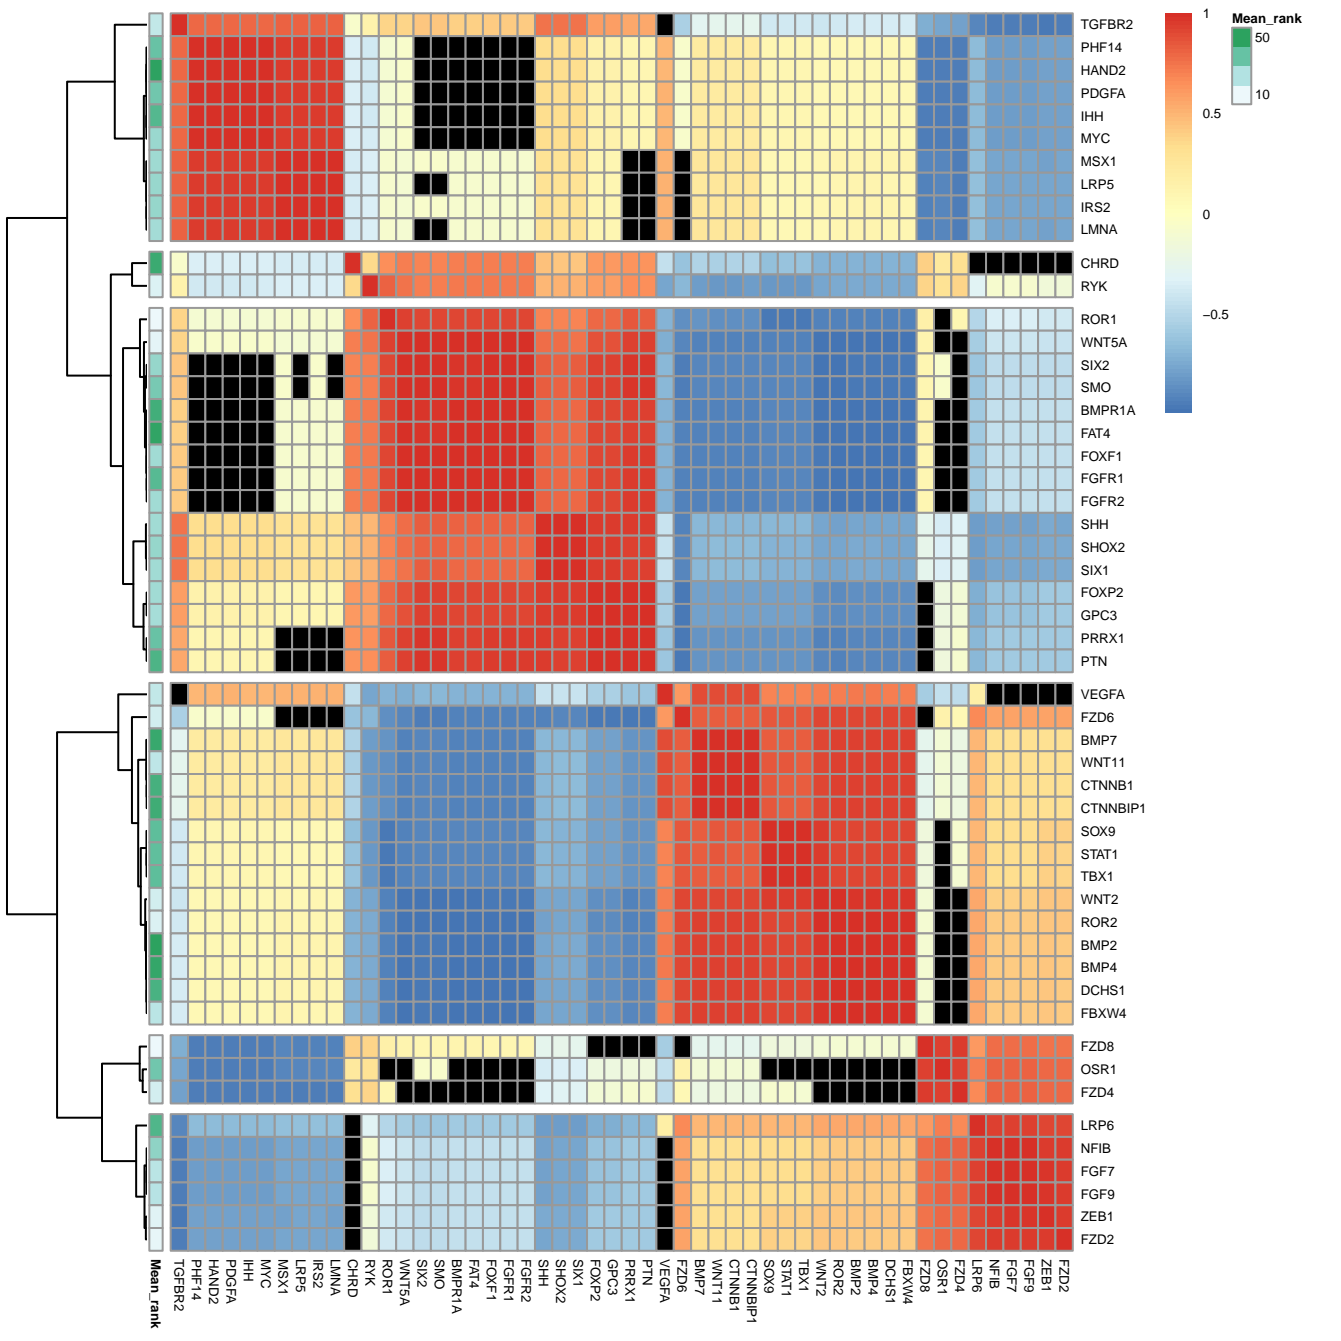 TGFBR2
PHF14
HAND2
PDGFA
IHH
MYC
MSX1
LRP5
IRS2
LMNA
CHRD
RYK
ROR1
WNT5A
SIX2
SMO
BMPR1A
FAT4
FOXF1
FGFR1
FGFR2
SHH
SHOX2
SIX1
FOXP2
GPC3
PRRX1
PTN
VEGFA
FZD6
BMP7
WNT11
CTNNB1
CTNNBIP1
SOX9
STAT1
TBX1
WNT2
ROR2
BMP2
BMP4
DCHS1
FBXW4
FZD8
OSR1
FZD4
LRP6
NFIB
FGF7
FGF9
ZEB1
FZD2
1
0.5
0
−0.5
Mean_rank
50
10
Mean_rank
TGFBR2
PHF14
HAND2
PDGFA
IHH
MYC
MSX1
LRP5
IRS2
LMNA
CHRD
RYK
ROR1
WNT5A
SIX2
SMO
BMPR1A
FAT4
FOXF1
FGFR1
FGFR2
SHH
SHOX2
SIX1
FOXP2
GPC3
PRRX1
PTN
VEGFA
FZD6
BMP7
WNT11
CTNNB1
CTNNBIP1
SOX9
STAT1
TBX1
WNT2
ROR2
BMP2
BMP4
DCHS1
FBXW4
FZD8
OSR1
FZD4
LRP6
NFIB
FGF7
FGF9
ZEB1
FZD2